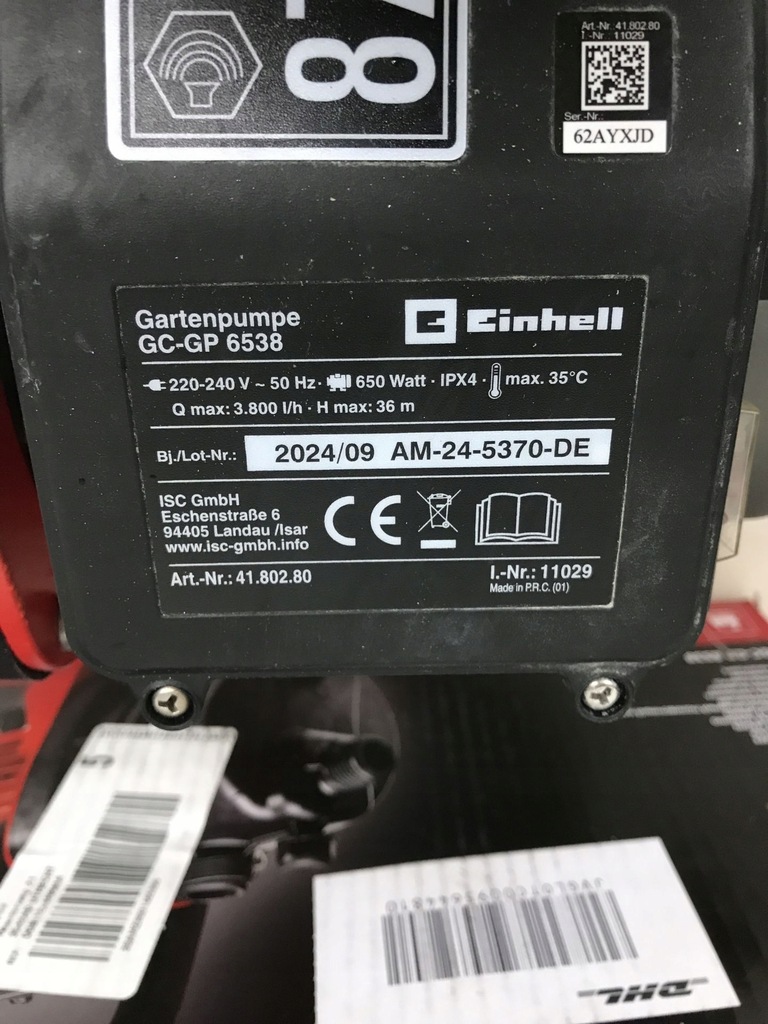 87
Art.-Nr. 41.802.80
I.-Nr. 11029
Ser.-Nr.:
62AYXJD
Gartenpumpe
GC-GP 6538
Einhell
220-240 V ~ 50 Hz · 650 Watt · IPX4 · max. 35°C
Q max: 3.800 l/h · H max: 36 m
Bj./Lot-Nr.: 2024/09 AM-24-5370-DE
ISC GmbH
Eschenstraße 6
94405 Landau /Isar
www.isc-gmbh.info
CE
Art.-Nr.: 41.802.80
I.-Nr.: 11029
Made in P.R.C. (01)
DHL